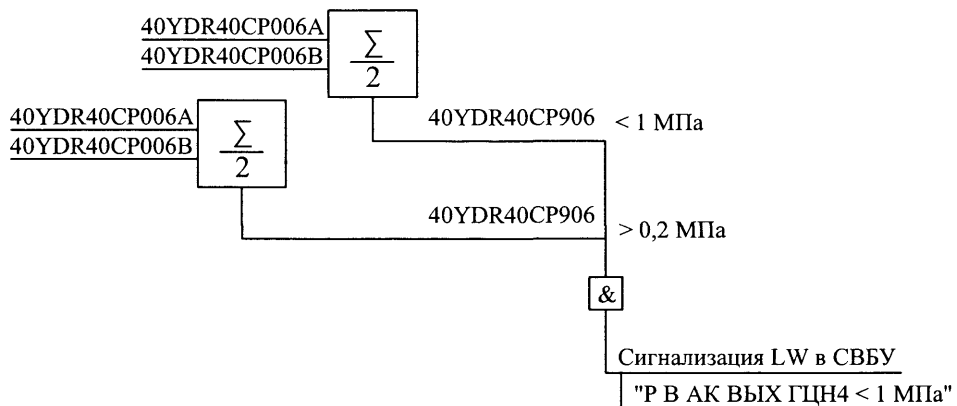 40YDR40CP006A
40YDR40CP006B
Σ
2
40YDR40CP006A
40YDR40CP006B
Σ
2
40YDR40CP906 < 1 МПа
40YDR40CP906 > 0,2 МПа
&
Сигнализация LW в СВБУ
"Р В АК ВЫХ ГЦН4 < 1 МПа"